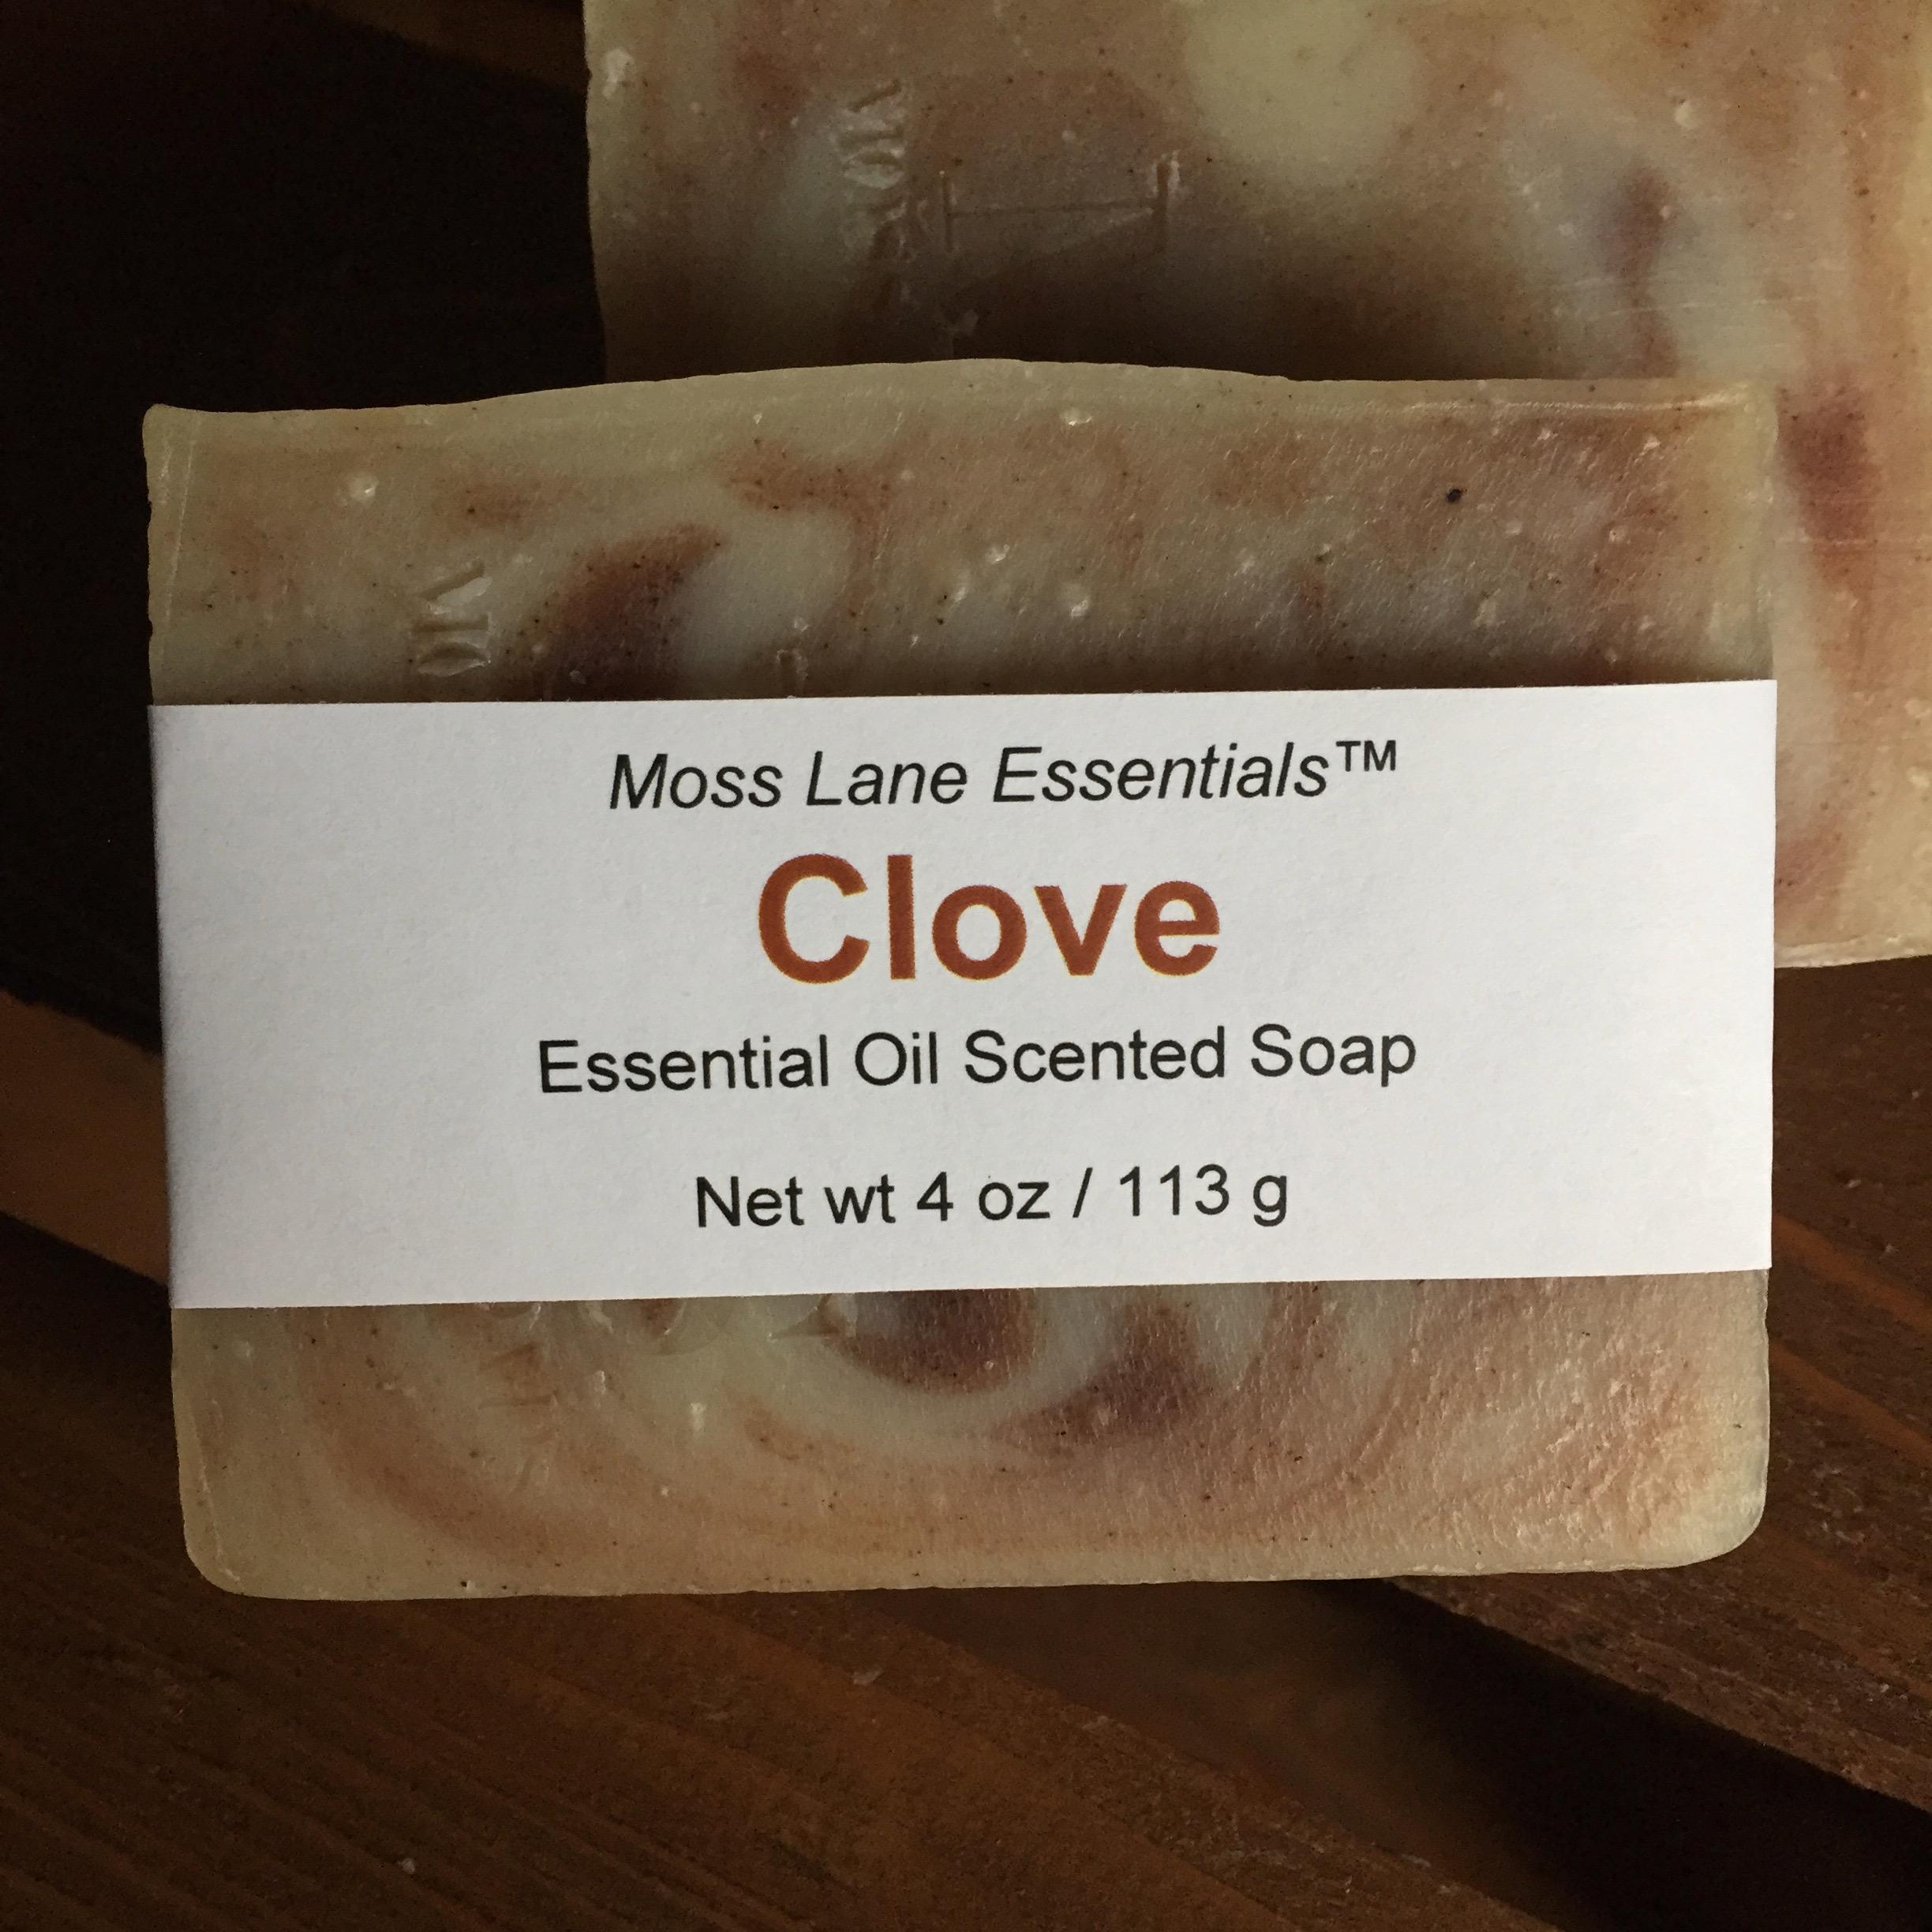 Moss Lane Essentials™
Clove
Essential Oil Scented Soap
Net wt 4 oz / 113 g